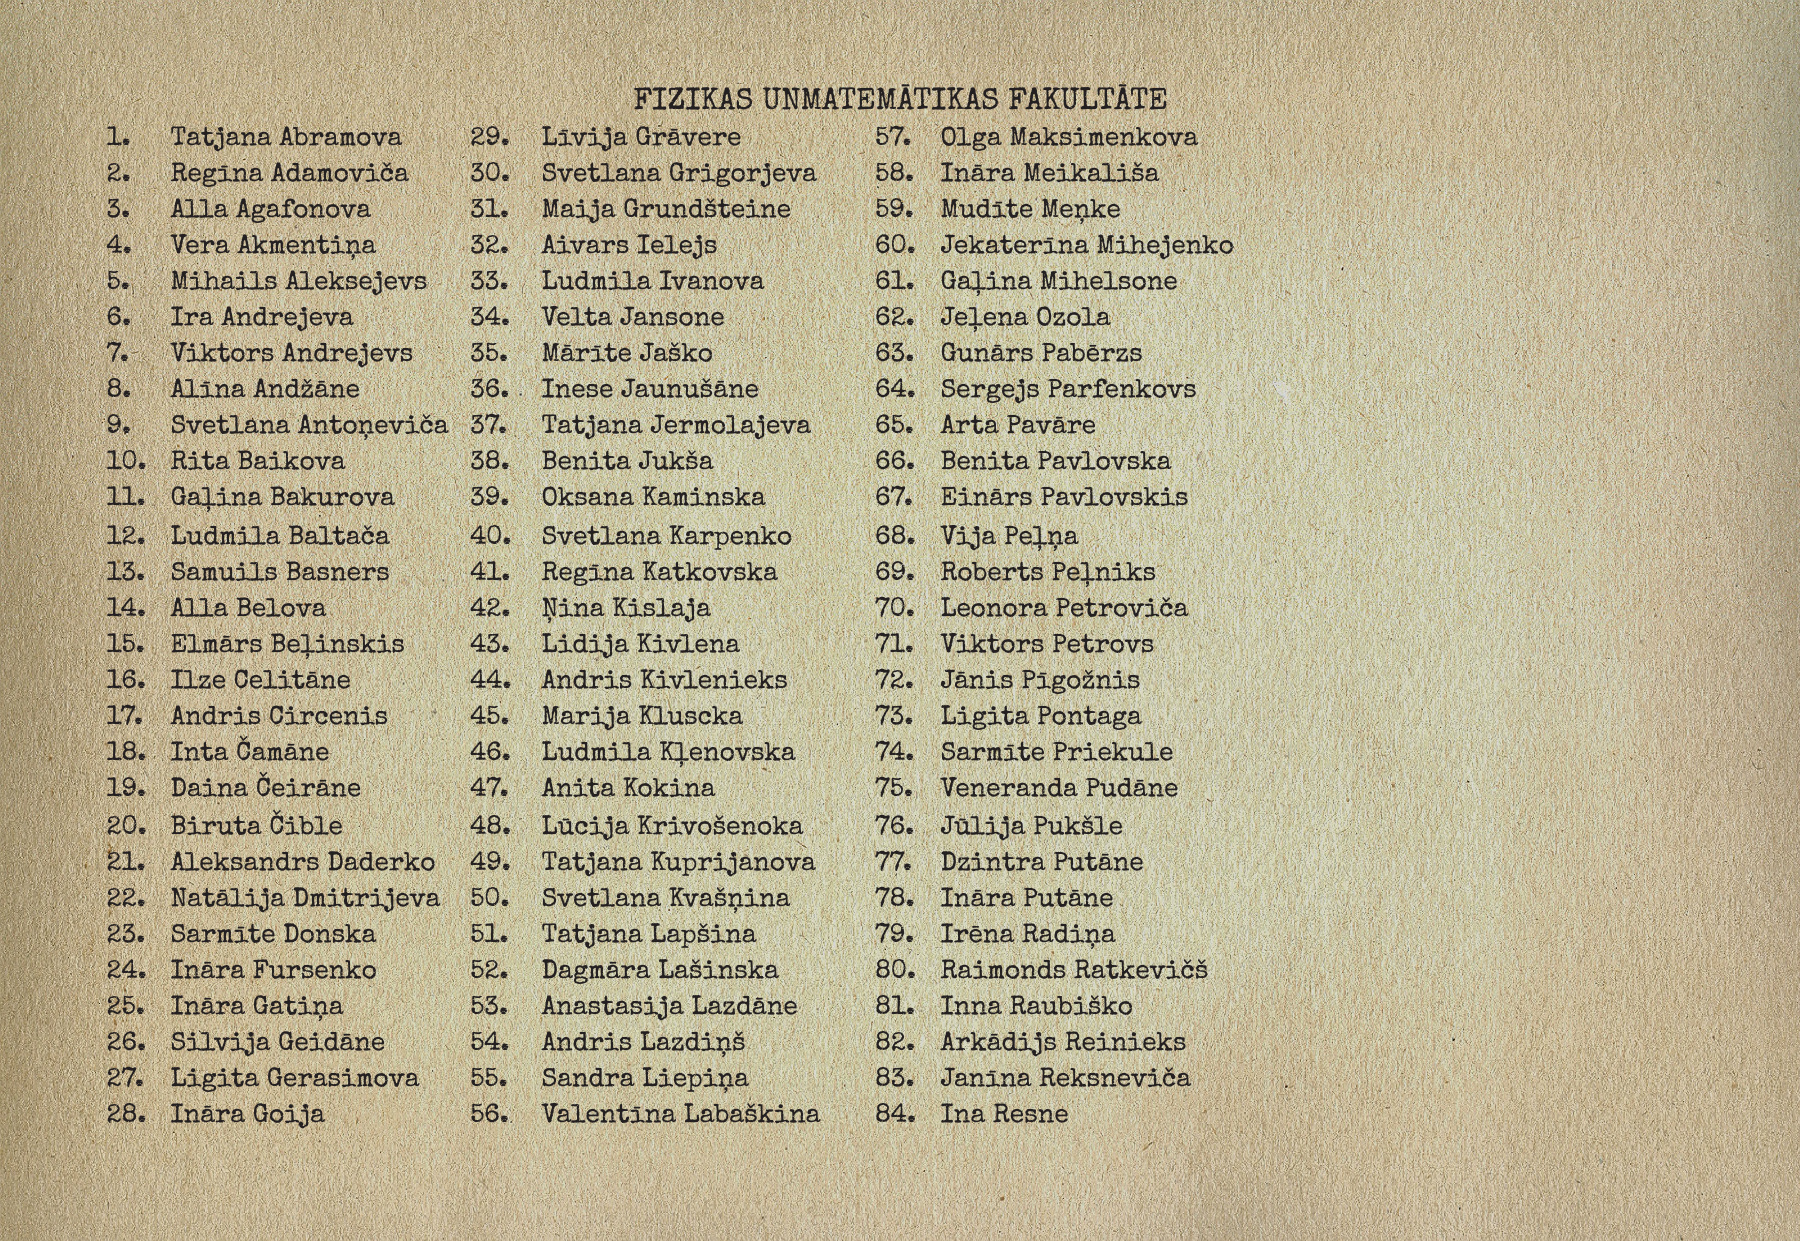 FIZIKAS UNMATEMĀTIKAS FAKULTĀTE
1. Tatjana Abramova
2. Regīna Adamoviča
3. Alla Agafonova
4. Vera Akmentiņa
5. Mihails Aleksejevs
6. Ira Andrejeva
7. Viktors Andrejevs
8. Alīna Andžāne
9. Svetlana Antoņeviča
10. Rita Baikova
11. Gaļina Bakurova
12. Ludmila Baltača
13. Samuils Basners
14. Alla Belova
15. Elmārs Beļinskis
16. Ilze Celitāne
17. Andris Circenis
18. Inta Čamāne
19. Daina Čeirāne
20. Biruta Čible
21. Aleksandrs Daderko
22. Natālija Dmitrijeva
23. Sarmīte Donska
24. Ināra Fursenko
25. Ināra Gatiņa
26. Silvija Geidāne
27. Ligita Gerasimova
28. Ināra Goija
29. Līvija Grāvere
30. Svetlana Grigorjeva
31. Maija Grundšteine
32. Aivars Ielejs
33. Ludmila Ivanova
34. Velta Jansone
35. Mārīte Jaško
36. Inese Jaunušāne
37. Tatjana Jermolajeva
38. Benita Jukša
39. Oksana Kaminska
40. Svetlana Karpenko
41. Regīna Katkovska
42. Ņina Kislaja
43. Lidija Kivlena
44. Andris Kivlenieks
45. Marija Kluscka
46. Ludmila Kļenovska
47. Anita Kokina
48. Lūcija Krivošenoka
49. Tatjana Kuprijanova
50. Svetlana Kvašņina
51. Tatjana Lapšina
52. Dagmāra Lašinska
53. Anastasija Lazdāne
54. Andris Lazdiņš
55. Sandra Liepiņa
56. Valentīna Labaškina
57. Olga Maksimenkova
58. Ināra Meikališa
59. Mudīte Meņke
60. Jekaterīna Mihejenko
61. Gaļina Mihelsone
62. Jeļena Ozola
63. Gunārs Pabērzs
64. Sergejs Parfenkovs
65. Arta Pavāre
66. Benita Pavlovska
67. Einārs Pavlovskis
68. Vija Peļņa
69. Roberts Peļniks
70. Leonora Petroviča
71. Viktors Petrovs
72. Jānis Pīgožnis
73. Ligita Pontaga
74. Sarmīte Priekule
75. Veneranda Pudāne
76. Jūlija Pukšle
77. Dzintra Putāne
78. Ināra Putāne
79. Irēna Radiņa
80. Raimonds Ratkevičš
81. Inna Raubiško
82. Arkādijs Reinieks
83. Janīna Reksneviča
84. Ina Resne